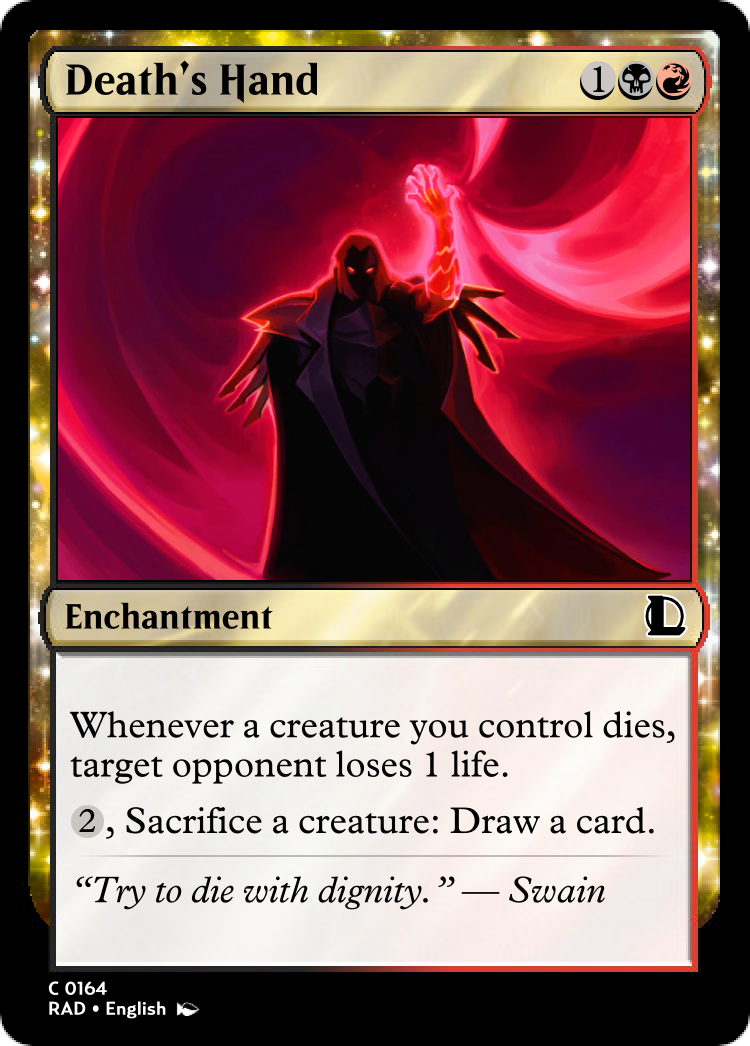 Death's Hand 1
Enchantment
Whenever a creature you control dies,
target opponent loses 1 life.
2, Sacrifice a creature: Draw a card.
“Try to die with dignity.” — Swain
C 0164
RAD • English